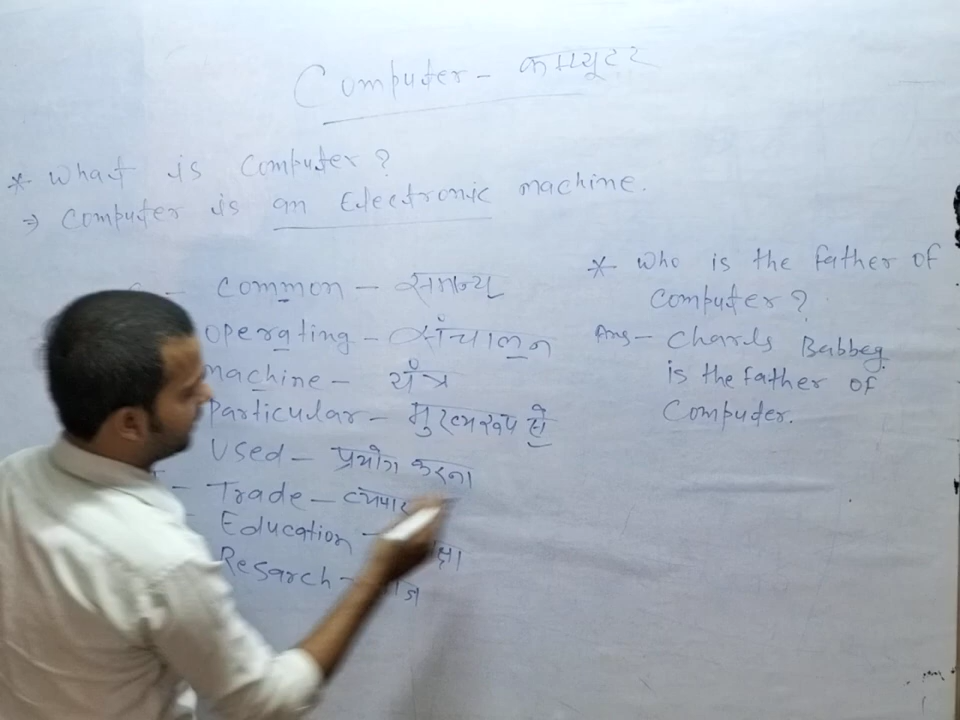 Computer - कम्प्यूटर
* What is Computer?
⇒ Computer is an Electronic machine.
C - Common - समान्य
operating - संचालन
Machine - यंत्र
Particular - मुख्यरूप से
Used - प्रयोग करना
- Trade - व्यपार
Education -
Research -
* Who is the father of
Computer?
Ans - Charls Babbeg
is the father of
Computer.